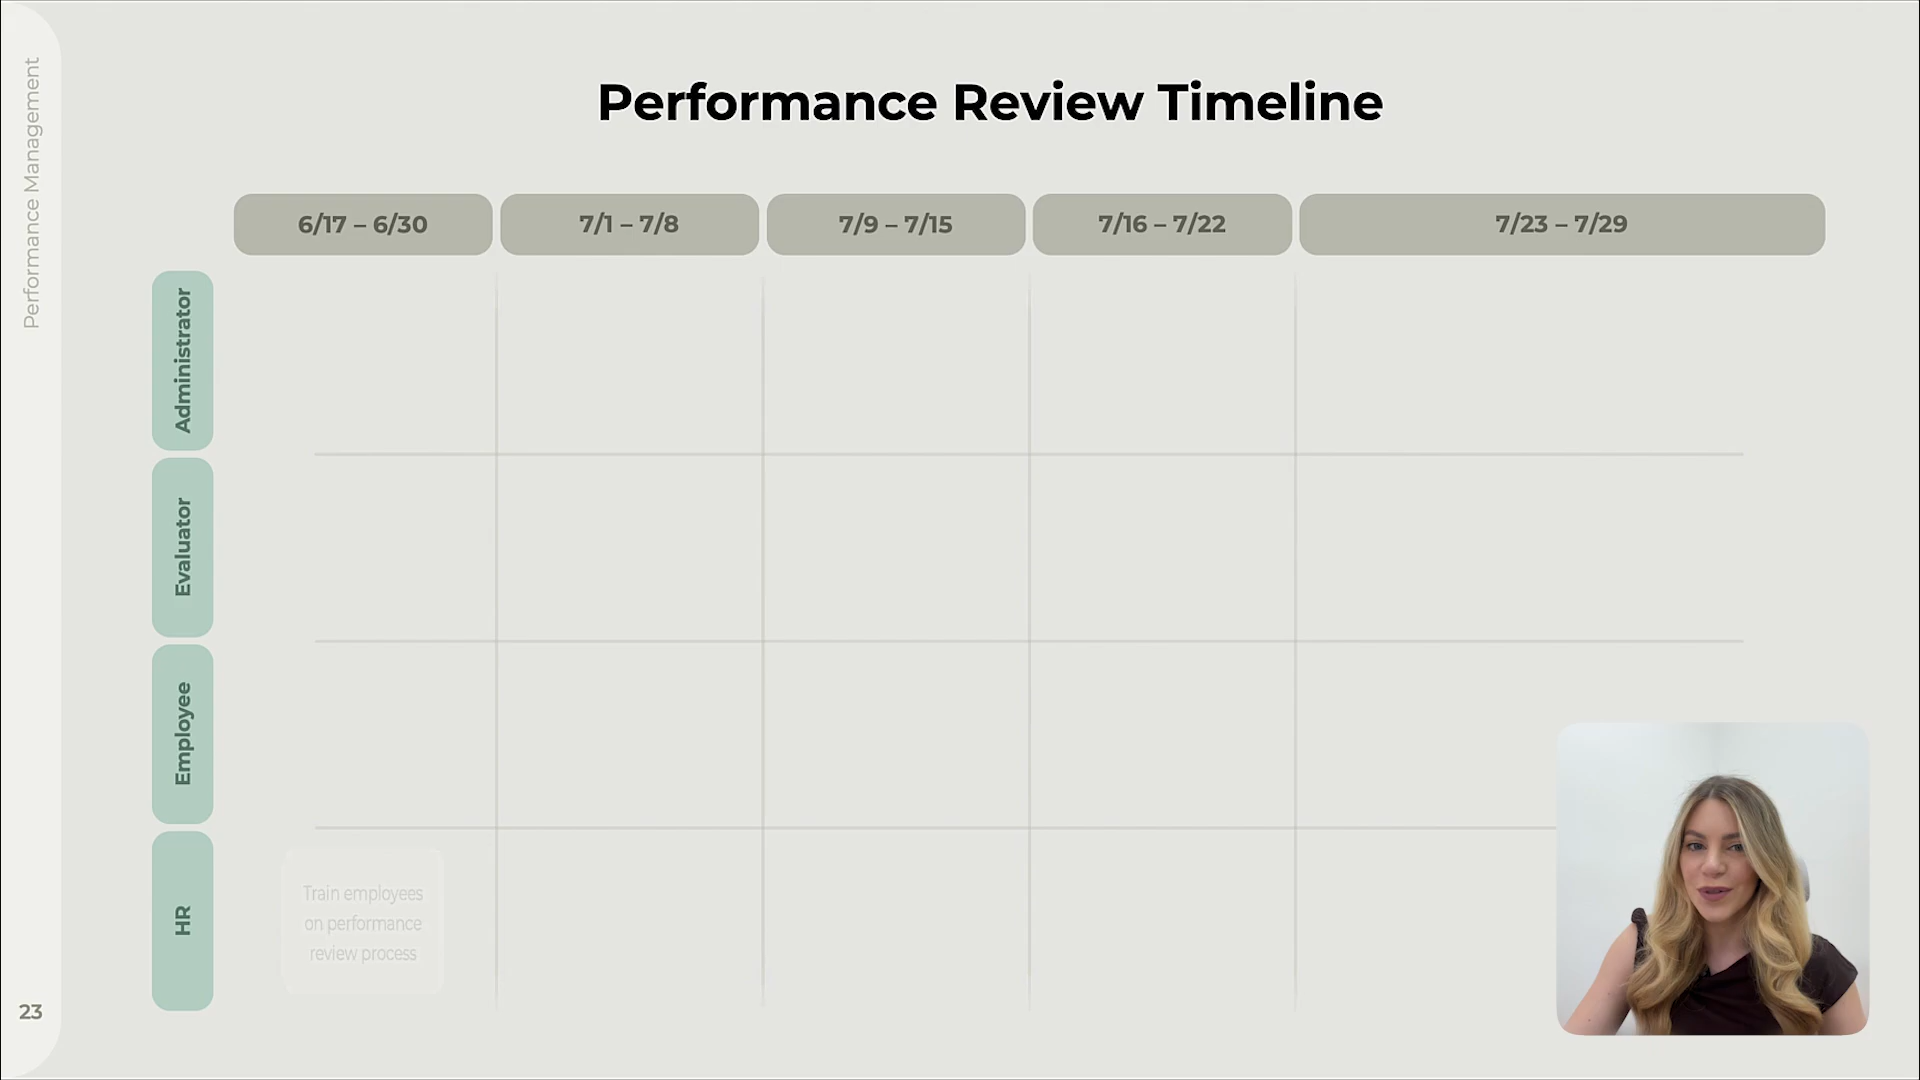 Performance Management
Performance Review Timeline
6/17 – 6/30
7/1 – 7/8
7/9 – 7/15
7/16 – 7/22
7/23 – 7/29
Administrator
Evaluator
Employee
HR
Train employees
on performance
review process
23